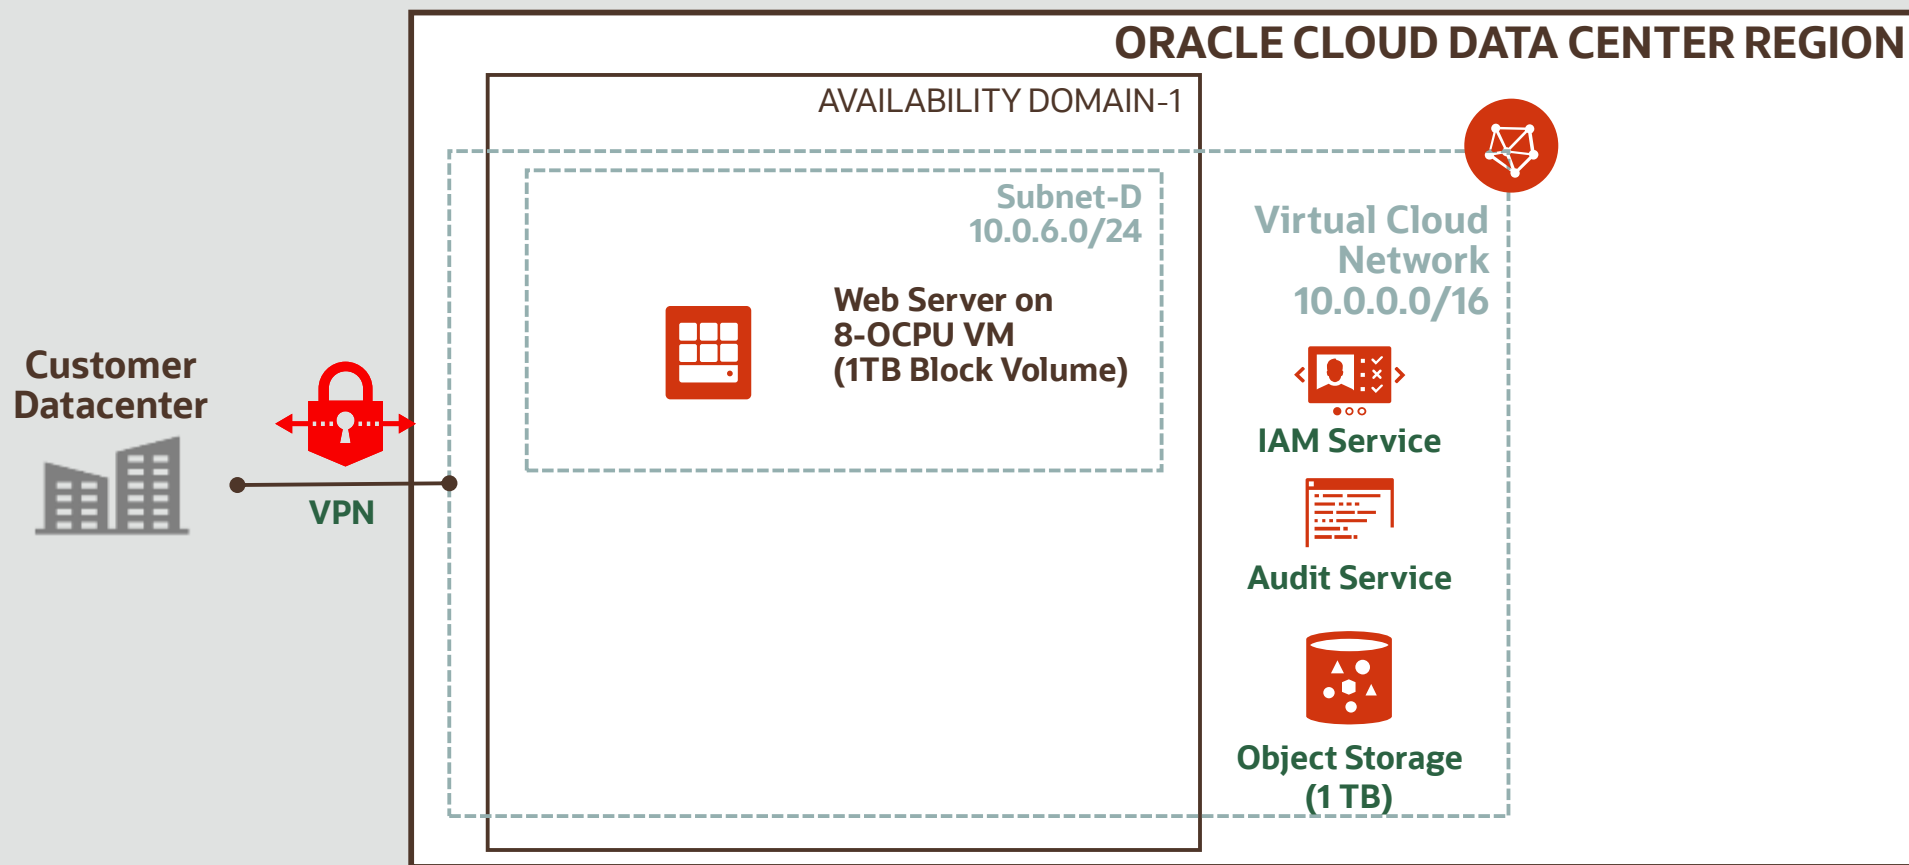 ORACLE CLOUD DATA CENTER REGION
AVAILABILITY DOMAIN-1
Subnet-D
10.0.6.0/24
Virtual Cloud
Network
10.0.0.0/16
Web Server on
8-OCPU VM
(1TB Block Volume)
Customer
Datacenter
VPN
IAM Service
Audit Service
Object Storage
(1 TB)